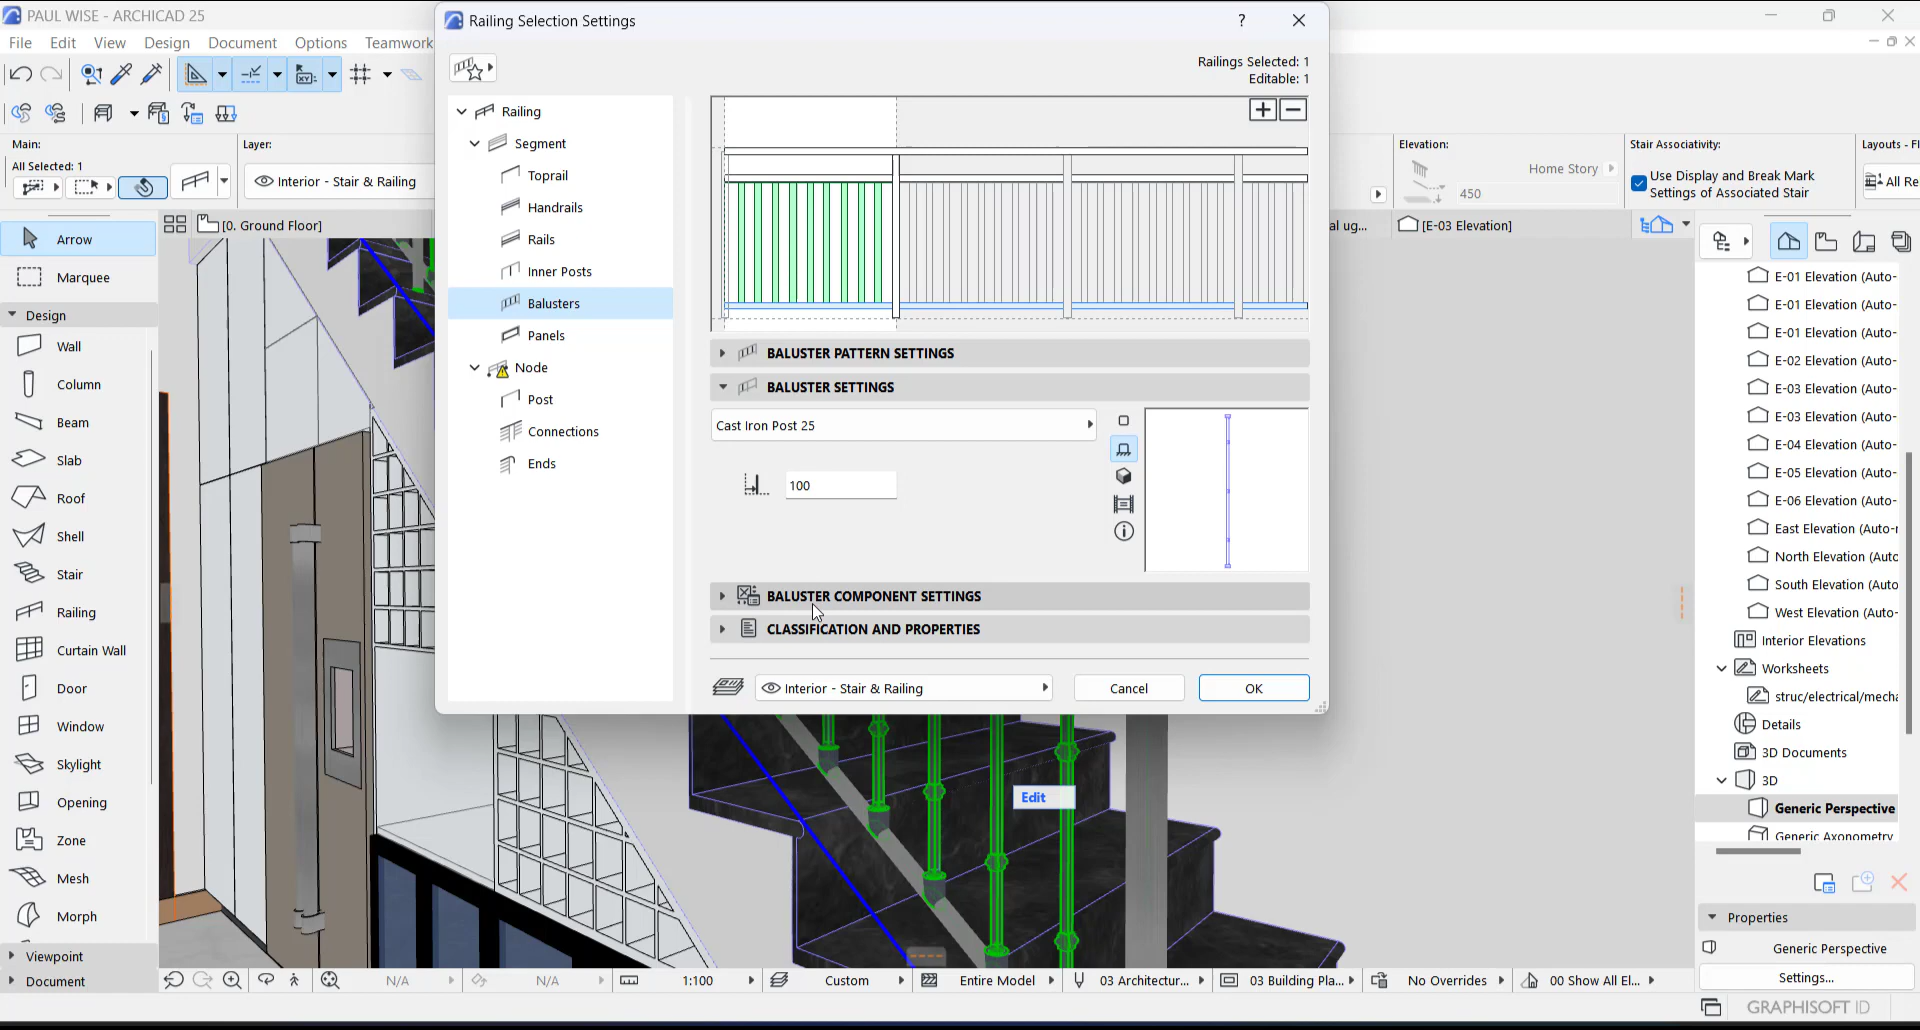 PAUL WISE - ARCHICAD 25
File Edit View Design Document Options Teamwork
Main:
All Selected: 1
Layer:
Interior - Stair & Railing
[0. Ground Floor]
Arrow
Marquee
Design
Wall
Column
Beam
Slab
Roof
Shell
Stair
Railing
Curtain Wall
Door
Window
Skylight
Opening
Zone
Mesh
Morph
Viewpoint
Document
Railing Selection Settings
?
Railings Selected: 1
Editable: 1
Railing
Segment
Toprail
Handrails
Rails
Inner Posts
Balusters
Panels
Node
Post
Connections
Ends
BALUSTER PATTERN SETTINGS
BALUSTER SETTINGS
Cast Iron Post 25
100
BALUSTER COMPONENT SETTINGS
CLASSIFICATION AND PROPERTIES
Interior - Stair & Railing
Cancel
OK
Edit
Elevation:
Home Story
450
Stair Associativity:
Use Display and Break Mark
Settings of Associated Stair
Layouts - Fl
All Re
al ug...
[E-03 Elevation]
E-01 Elevation (Auto-
E-01 Elevation (Auto-
E-01 Elevation (Auto-
E-02 Elevation (Auto-
E-03 Elevation (Auto-
E-03 Elevation (Auto-
E-04 Elevation (Auto-
E-05 Elevation (Auto-
E-06 Elevation (Auto-
East Elevation (Auto-r
North Elevation (Auto
South Elevation (Auto
West Elevation (Auto-
Interior Elevations
Worksheets
struc/electrical/mecha
Details
3D Documents
3D
Generic Perspective
Generic Axonometry
Properties
Generic Perspective
Settings...
N/A
N/A
1:100
Custom
Entire Model
03 Architectur...
03 Building Pla...
No Overrides
00 Show All El...
GRAPHISOFT ID